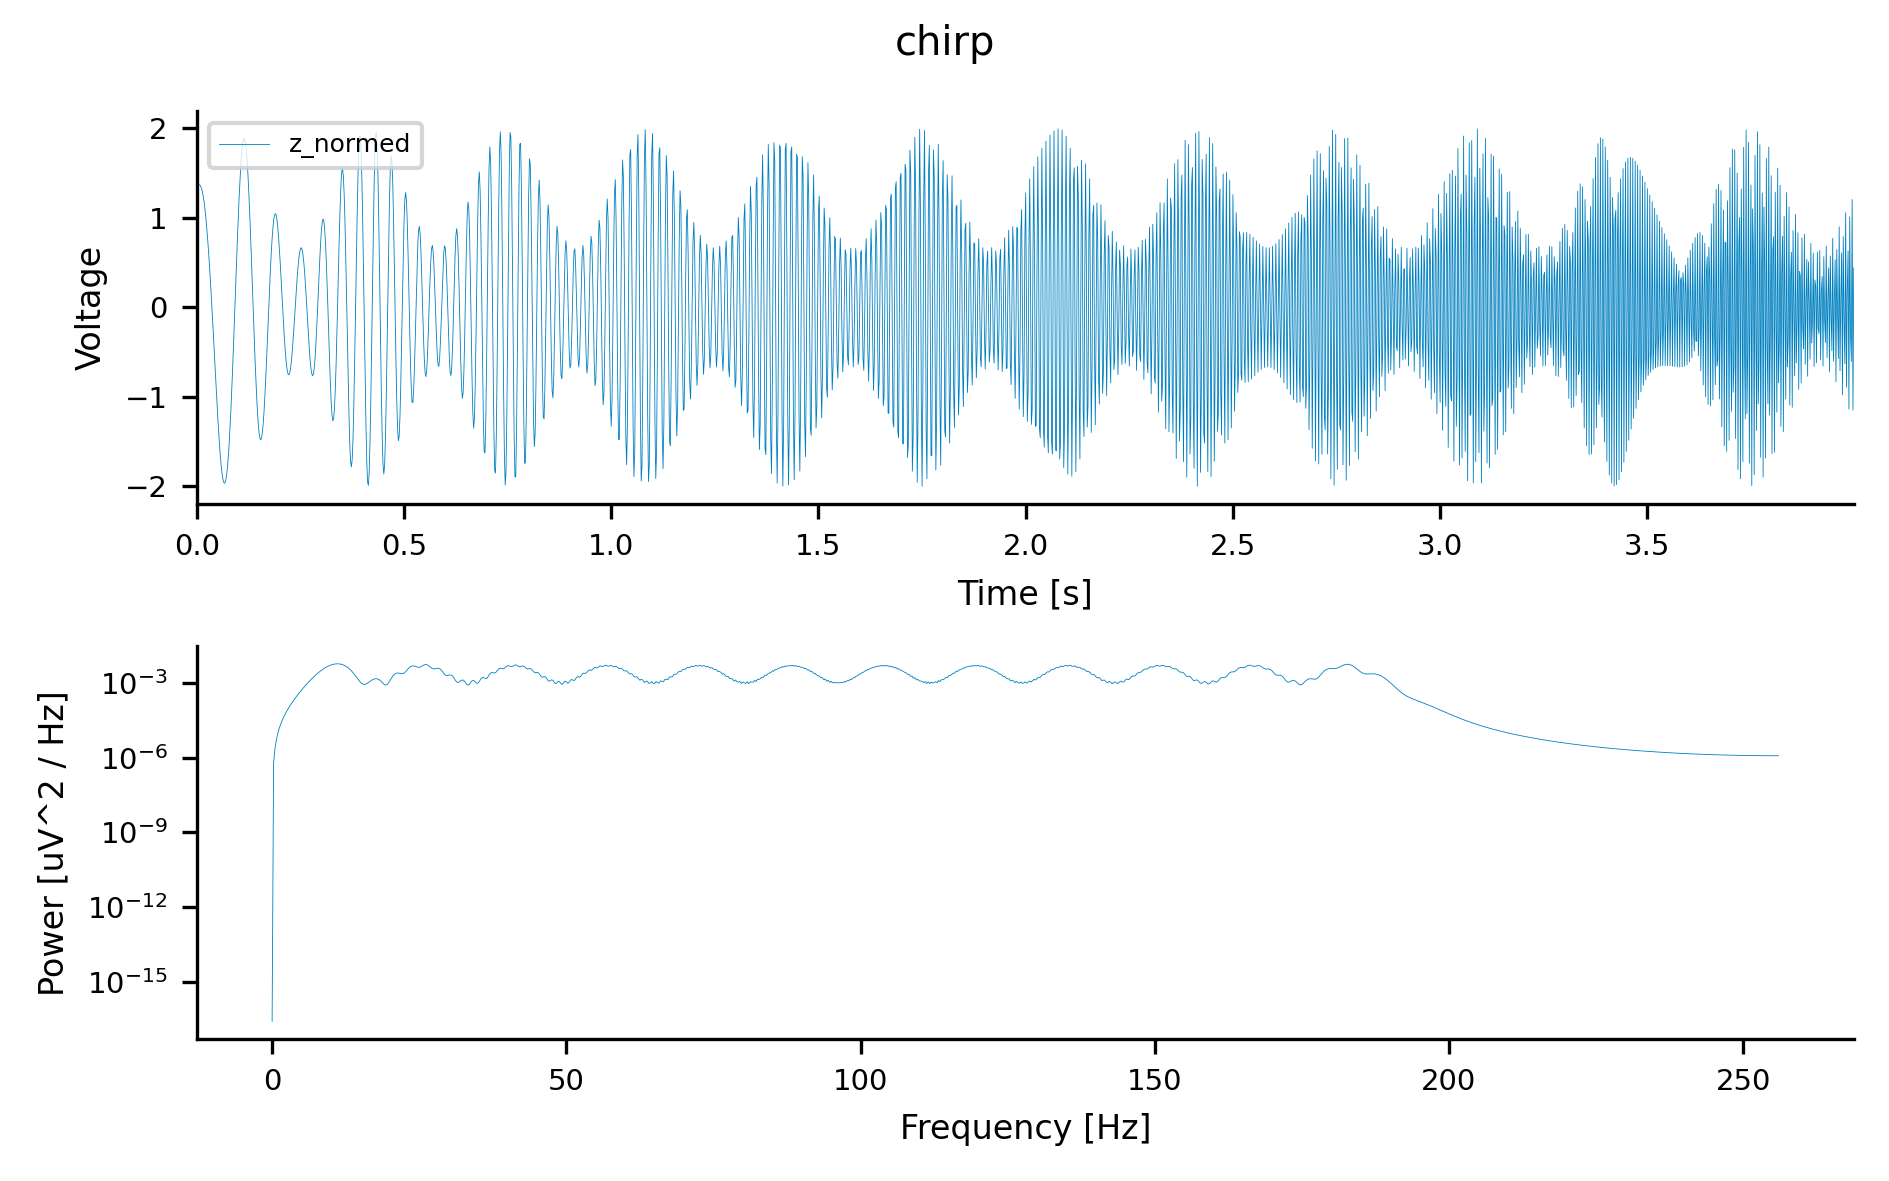 chirp
z_normed
Voltage
2
1
0
−1
−2
0.0 0.5 1.0 1.5 2.0 2.5 3.0 3.5
Time [s]
Power [uV^2 / Hz]
10⁻³
10⁻⁶
10⁻⁹
10⁻¹²
10⁻¹⁵
0 50 100 150 200 250
Frequency [Hz]